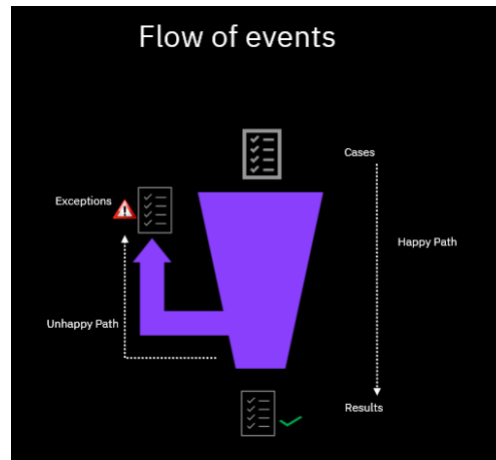 Flow of events
Cases
Exceptions
Happy Path
Unhappy Path
Results